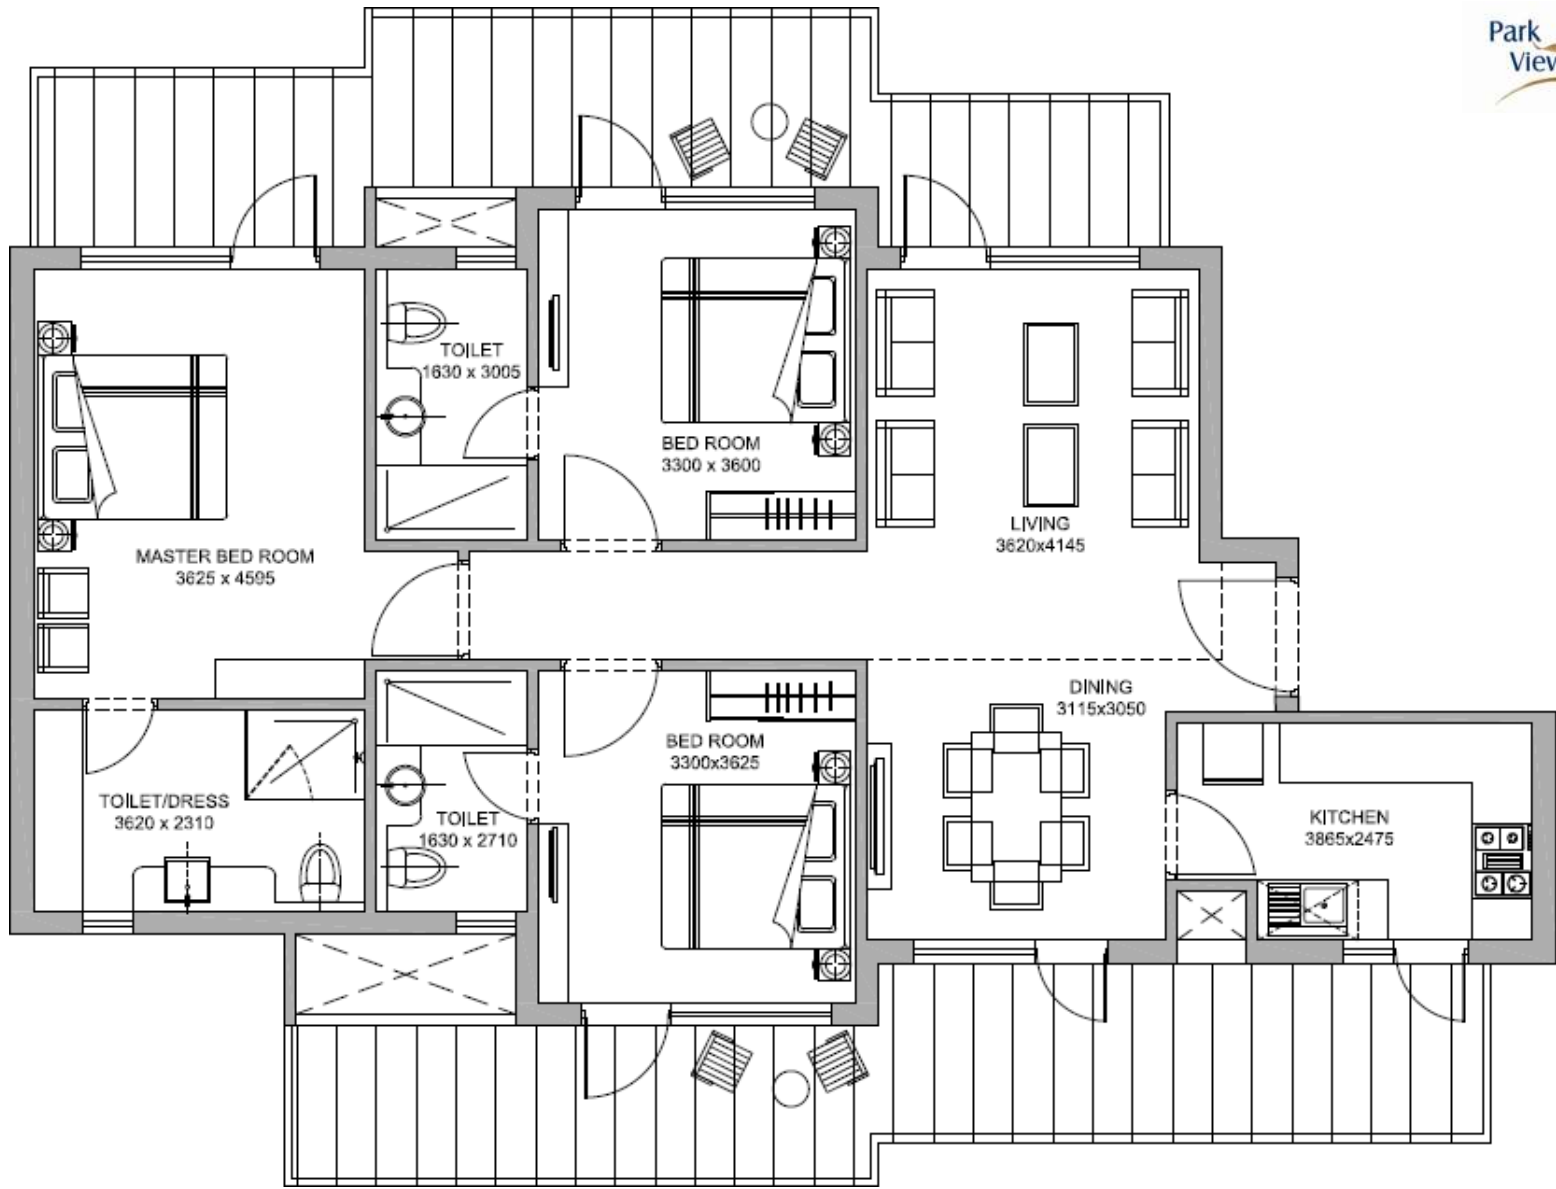 Park
View
TOILET
1630 x 3005
BED ROOM
3300 x 3600
LIVING
3620x4145
MASTER BED ROOM
3625 x 4595
DINING
3115x3050
BED ROOM
3300x3625
TOILET/DRESS
3620 x 2310
TOILET
1630 x 2710
KITCHEN
3865x2475